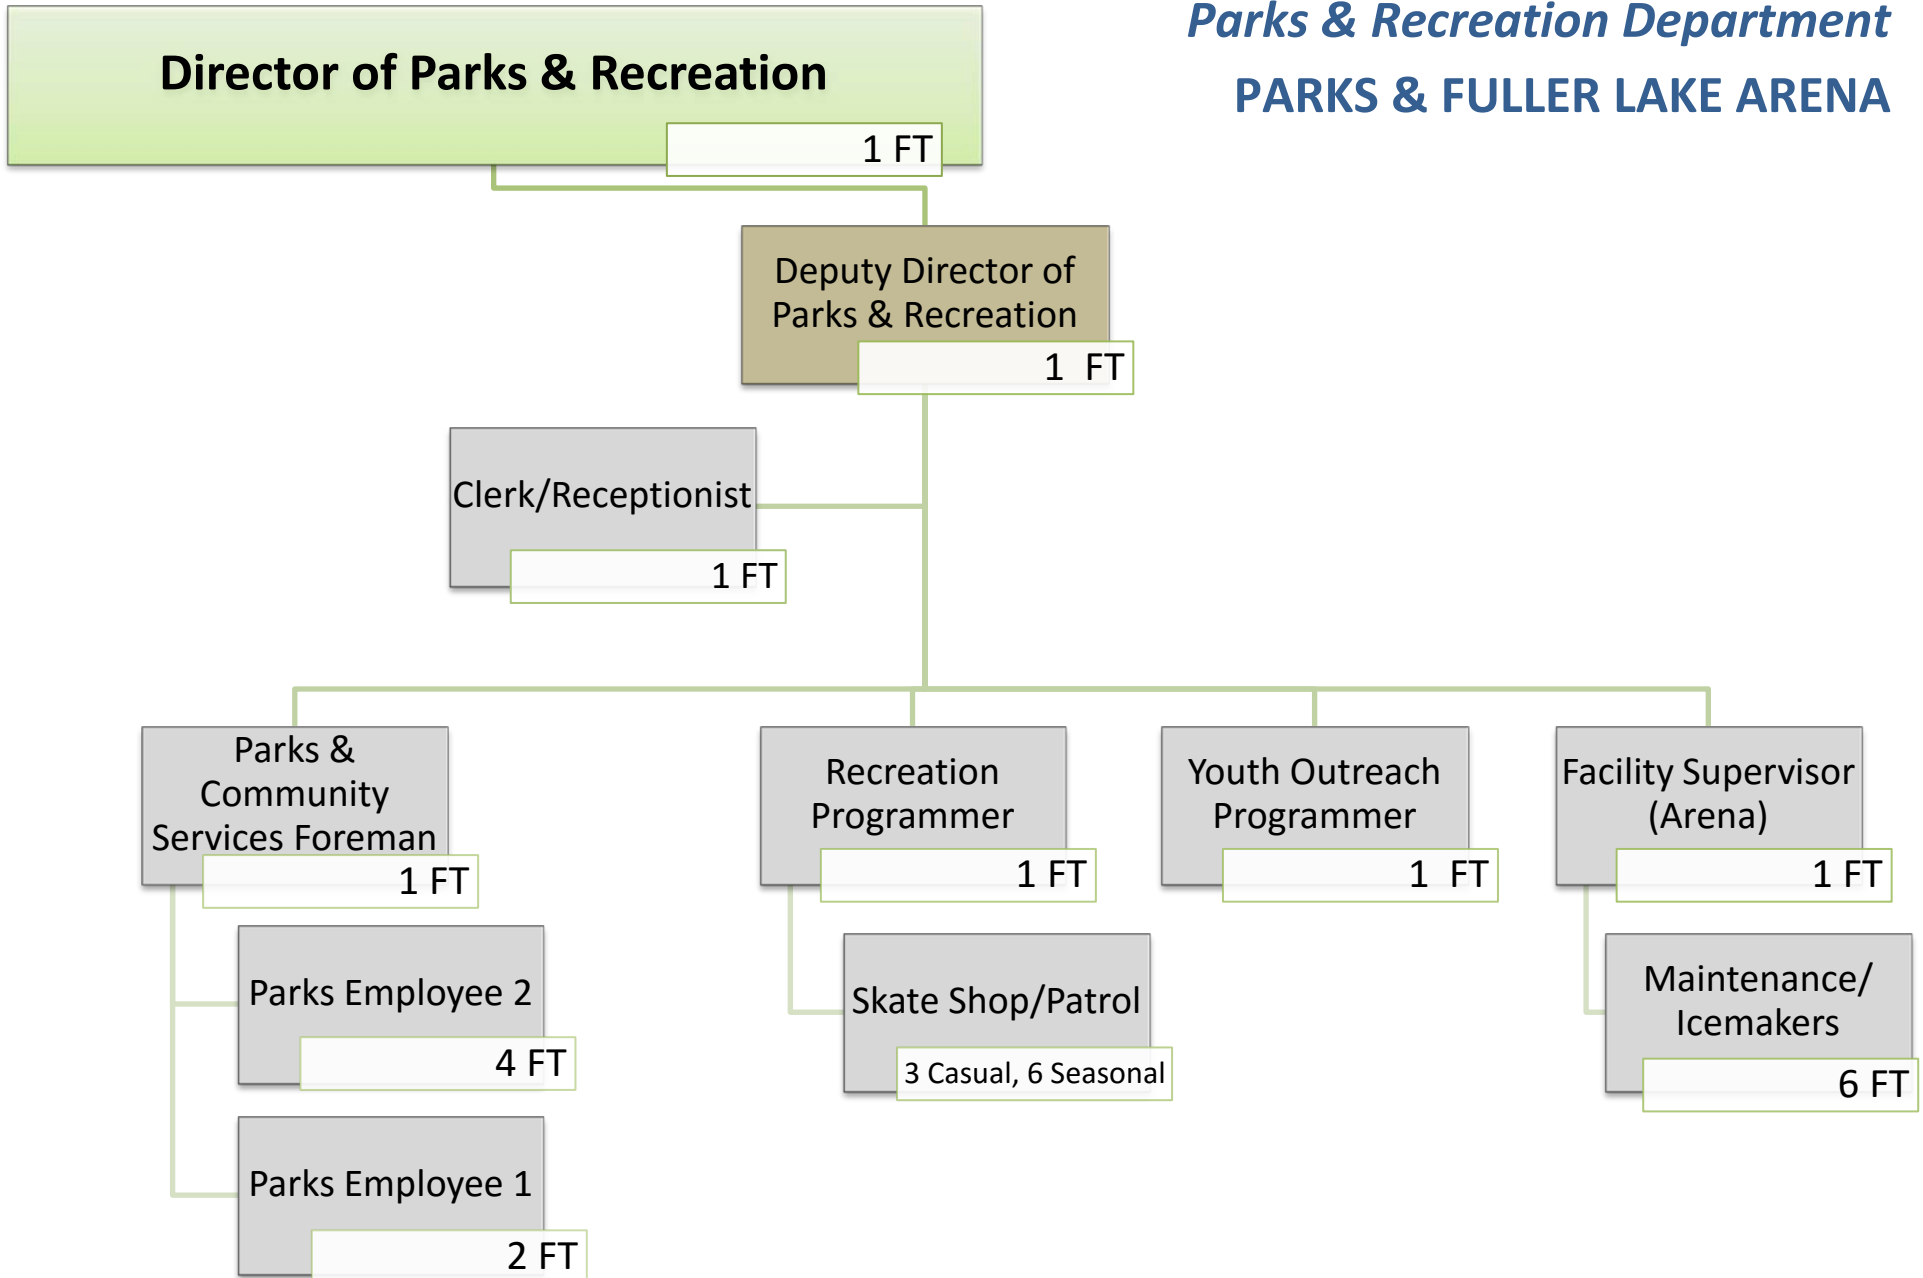 Parks & Recreation Department
PARKS & FULLER LAKE ARENA
Director of Parks & Recreation
1 FT
Deputy Director of
Parks & Recreation
1 FT
Clerk/Receptionist
1 FT
Parks &
Community
Services Foreman
1 FT
Parks Employee 2
4 FT
Parks Employee 1
2 FT
Recreation
Programmer
1 FT
Skate Shop/Patrol
3 Casual, 6 Seasonal
Youth Outreach
Programmer
1 FT
Facility Supervisor
(Arena)
1 FT
Maintenance/
Icemakers
6 FT